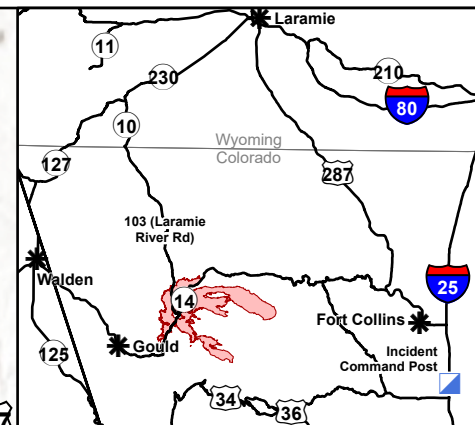 Laramie
11
230
210
80
10
Wyoming
Colorado
127
287
103 (Laramie
River Rd)
Walden
14
25
Fort Collins
Gould
125
Incident
Command Post
34
36
7